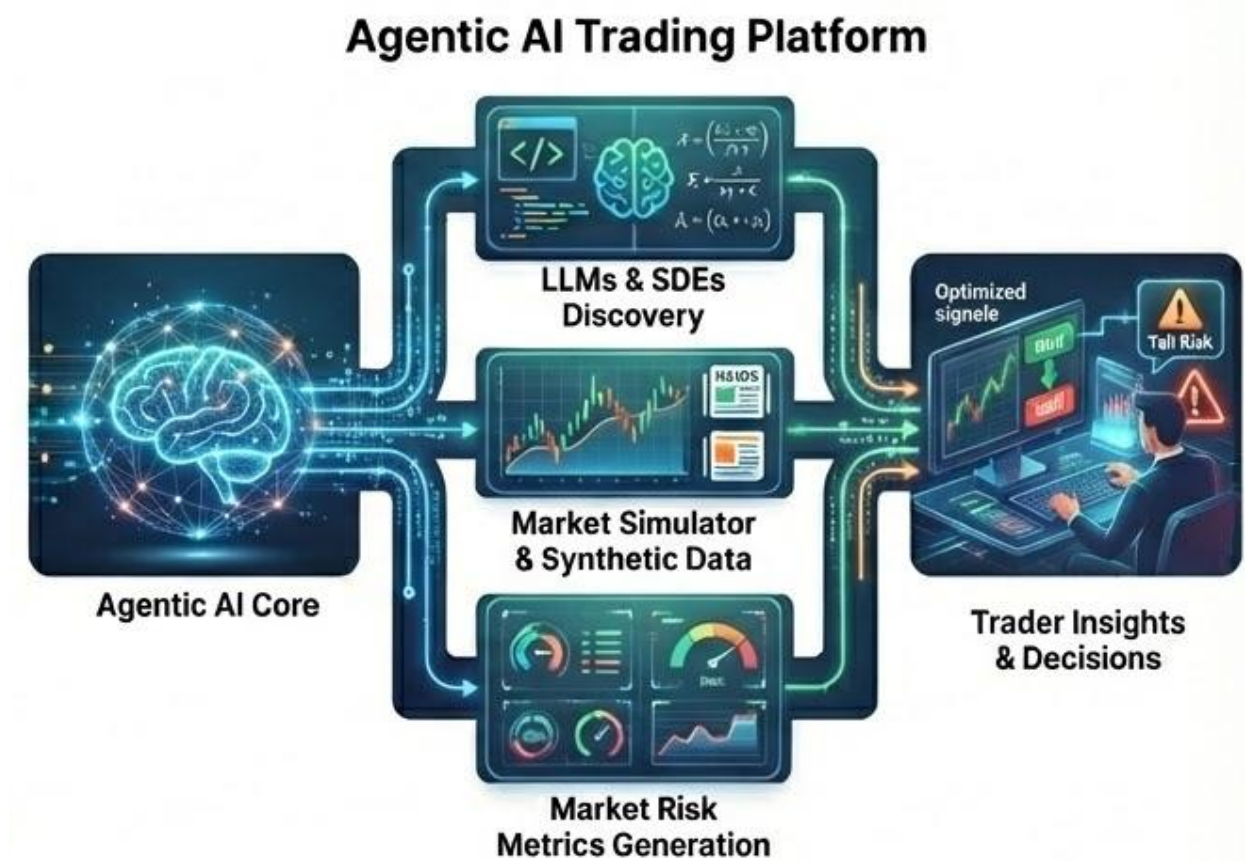 Agentic AI Trading Platform
</>
LLMs & SDEs
Discovery
Market Simulator
& Synthetic Data
Market Risk
Metrics Generation
Agentic AI Core
Optimized
signele
Tall Riak
Trader Insights
& Decisions